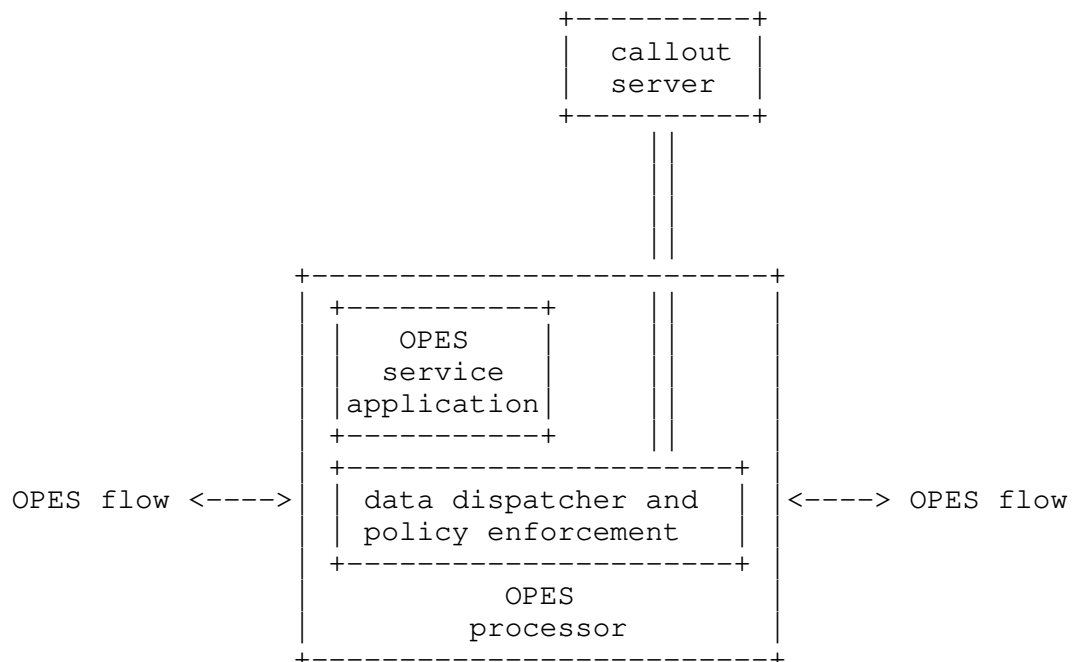 callout
server
OPES
service
application
OPES flow <----> data dispatcher and <----> OPES flow
policy enforcement
OPES
processor